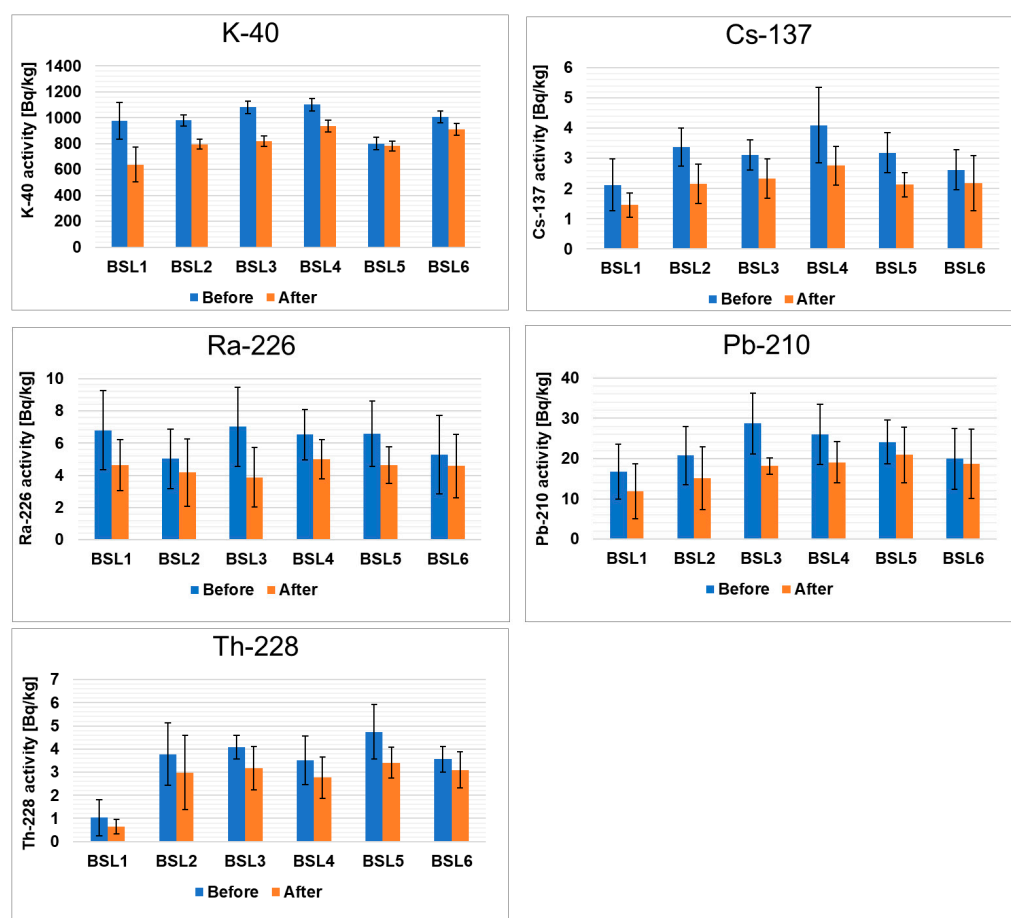 K-40
K-40 activity [Bq/kg]
1400
1200
1000
800
600
400
200
0
BSL1 BSL2 BSL3 BSL4 BSL5 BSL6
Before After
Cs-137
Cs-137 activity [Bq/kg]
6
5
4
3
2
1
0
BSL1 BSL2 BSL3 BSL4 BSL5 BSL6
Before After
Ra-226
Ra-226 activity [Bq/kg]
10
8
6
4
2
0
BSL1 BSL2 BSL3 BSL4 BSL5 BSL6
Before After
Pb-210
Pb-210 activity [Bq/kg]
40
30
20
10
0
BSL1 BSL2 BSL3 BSL4 BSL5 BSL6
Before After
Th-228
Th-228 activity [Bq/kg]
7
6
5
4
3
2
1
0
BSL1 BSL2 BSL3 BSL4 BSL5 BSL6
Before After